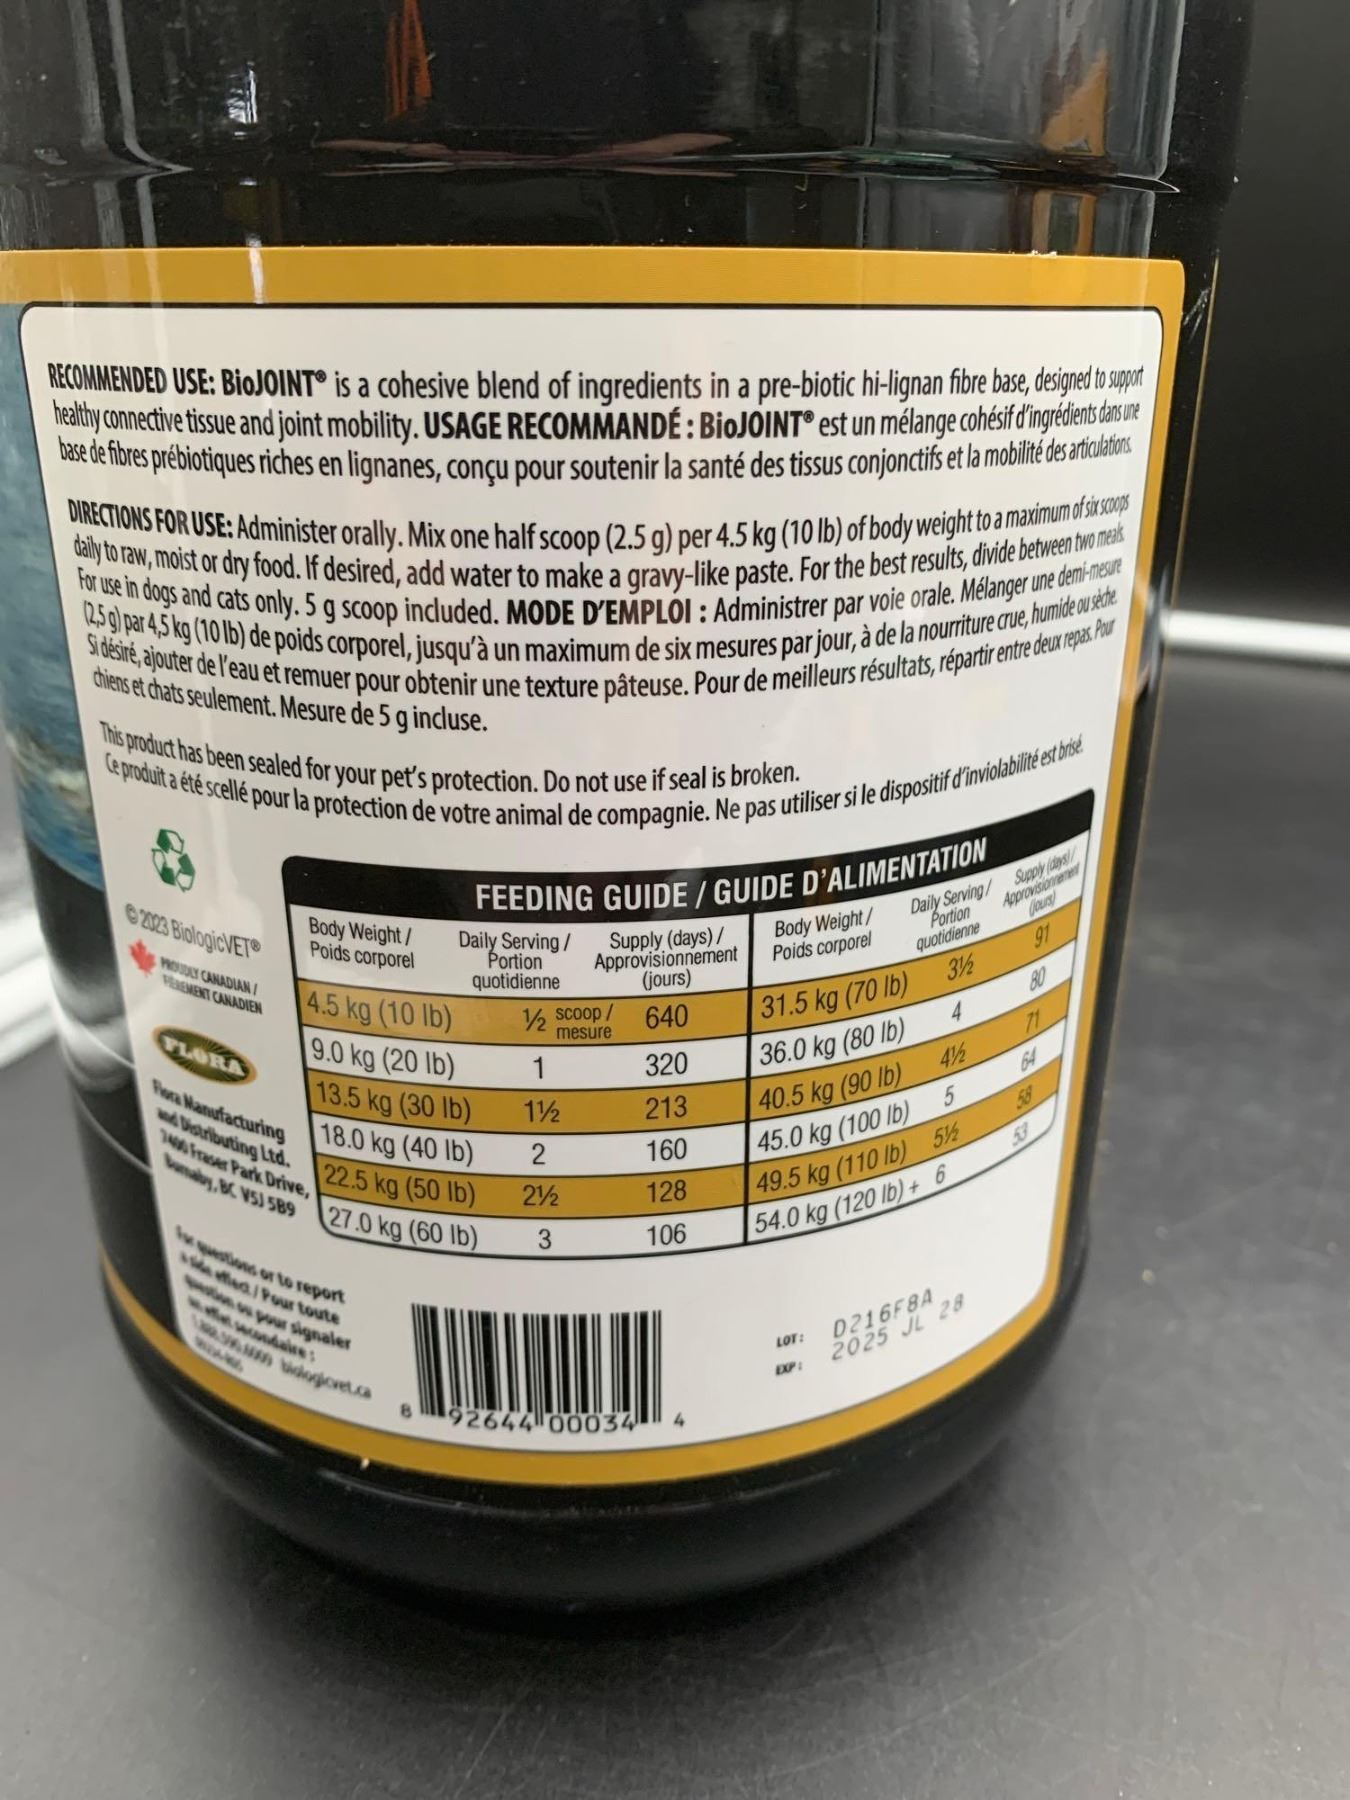 RECOMMENDED USE: BioJOINT® is a cohesive blend of ingredients in a pre-biotic hi-lignan fibre base, designed to support
healthy connective tissue and joint mobility. USAGE RECOMMANDÉ : BioJOINT® est un mélange cohésif d'ingrédients dans une
base de fibres prébiotiques riches en lignanes, conçu pour soutenir la santé des tissus conjonctifs et la mobilité des articulations.
DIRECTIONS FOR USE: Administer orally. Mix one half scoop (2.5 g) per 4.5 kg (10 lb) of body weight to a maximum of six scoops
daily to raw, moist or dry food. If desired, add water to make a gravy-like paste. For the best results, divide between two meals.
For use in dogs and cats only. 5 g scoop included. MODE D'EMPLOI : Administrer par voie orale. Mélanger une demi-mesure
(2,5 g) par 4,5 kg (10 lb) de poids corporel, jusqu'à un maximum de six mesures par jour, à de la nourriture crue, humide ou sèche.
Si désiré, ajouter de l'eau et remuer pour obtenir une texture pâteuse. Pour de meilleurs résultats, répartir entre deux repas. Pour
chiens et chats seulement. Mesure de 5 g incluse.
This product has been sealed for your pet's protection. Do not use if seal is broken.
Ce produit a été scellé pour la protection de votre animal de compagnie. Ne pas utiliser si le dispositif d'inviolabilité est brisé.
© 2023 BiologicVET®
PROUDLY CANADIAN /
FIÈREMENT CANADIEN
FLORA
Flora Manufacturing
and Distributing Ltd.
7400 Fraser Park Drive,
Burnaby, BC V5J 5B9
For questions or to report
a side effect / Pour toute
question ou pour signaler
un effet secondaire :
1.888.590.6009 biologicvet.ca
FEEDING GUIDE / GUIDE D'ALIMENTATION
Body Weight / Poids corporel Daily Serving / Portion quotidienne Supply (days) / Approvisionnement (jours) Body Weight / Poids corporel Daily Serving / Portion quotidienne Supply (days) / Approvisionnement (jours)
4.5 kg (10 lb) ½ scoop / mesure 640 31.5 kg (70 lb) 3½ 91
9.0 kg (20 lb) 1 320 36.0 kg (80 lb) 4 80
13.5 kg (30 lb) 1½ 213 40.5 kg (90 lb) 4½ 71
18.0 kg (40 lb) 2 160 45.0 kg (100 lb) 5 64
22.5 kg (50 lb) 2½ 128 49.5 kg (110 lb) 5½ 58
27.0 kg (60 lb) 3 106 54.0 kg (120 lb) + 6 53
8 92644 00034 4
LOT: D216F8A
EXP: 2025 JL 28